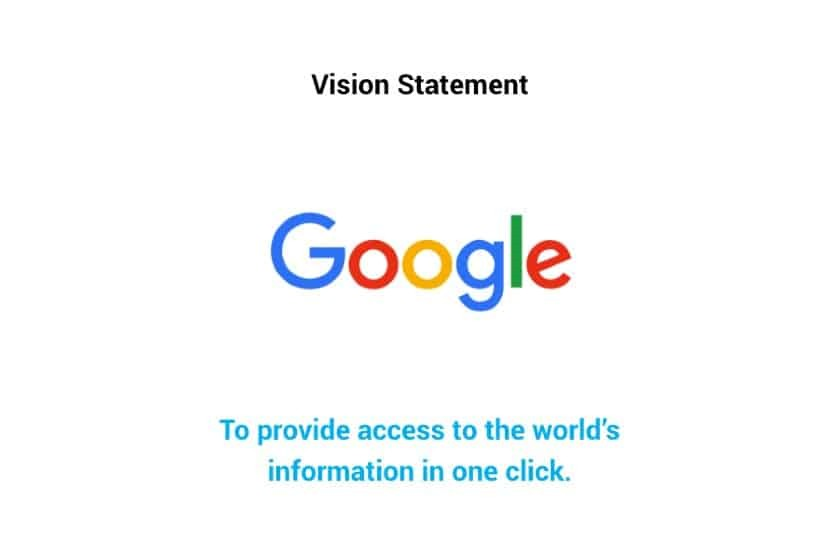 Vision Statement
Google
To provide access to the world’s
information in one click.